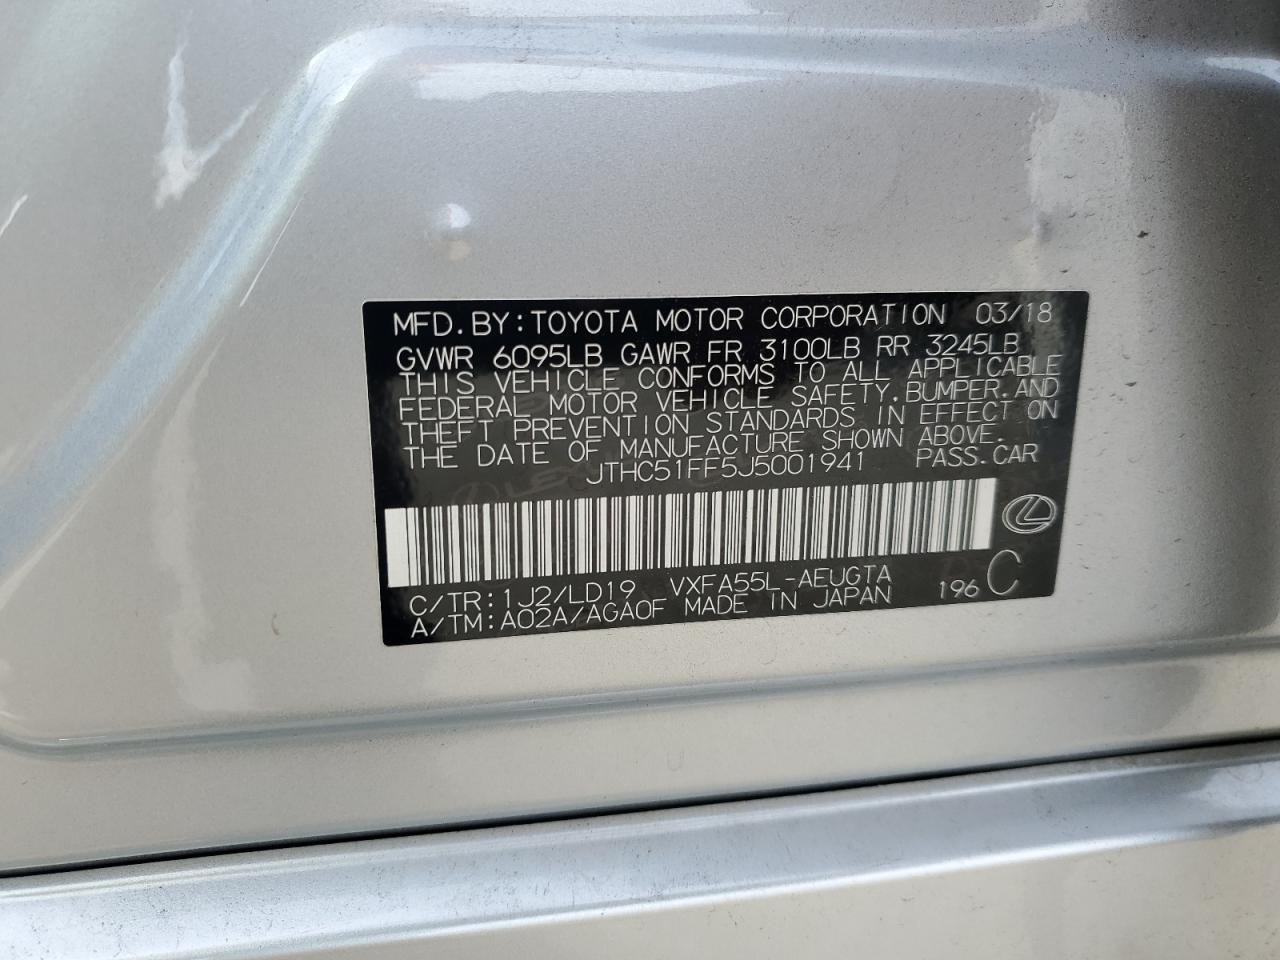 MFD.BY:TOYOTA MOTOR CORPORATION 03/18
GVWR 6095LB GAWR FR 3100LB RR 3245LB
THIS VEHICLE CONFORMS TO ALL APPLICABLE
FEDERAL MOTOR VEHICLE SAFETY,BUMPER,AND
THEFT PREVENTION STANDARDS IN EFFECT ON
THE DATE OF MANUFACTURE SHOWN ABOVE.
JTHC51FF5J5001941 PASS.CAR
C/TR:1J2/LD19 VXFA55L-AEUGTA
A/TM:A02A/AGA0F MADE IN JAPAN 196 C